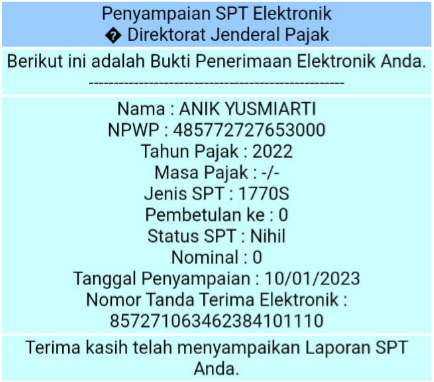 Penyampaian SPT Elektronik
� Direktorat Jenderal Pajak
Berikut ini adalah Bukti Penerimaan Elektronik Anda.
--------------------------------------------------
Nama : ANIK YUSMIARTI
NPWP : 485772727653000
Tahun Pajak : 2022
Masa Pajak : -/-
Jenis SPT : 1770S
Pembetulan ke : 0
Status SPT : Nihil
Nominal : 0
Tanggal Penyampaian : 10/01/2023
Nomor Tanda Terima Elektronik :
857271063462384101110
Terima kasih telah menyampaikan Laporan SPT
Anda.